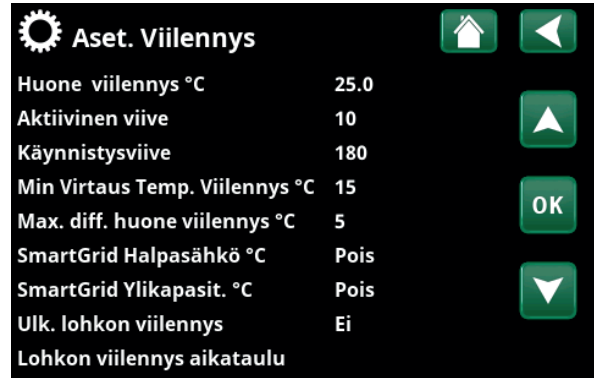 Aset. Viilennys
Huone viilennys °C 25.0
Aktiivinen viive 10
Käynnistysviive 180
Min Virtaus Temp. Viilennys °C 15
Max. diff. huone viilennys °C 5
SmartGrid Halpasähkö °C Pois
SmartGrid Ylikapasit. °C Pois
Ulk. lohkon viilennys Ei
Lohkon viilennys aikataulu
OK